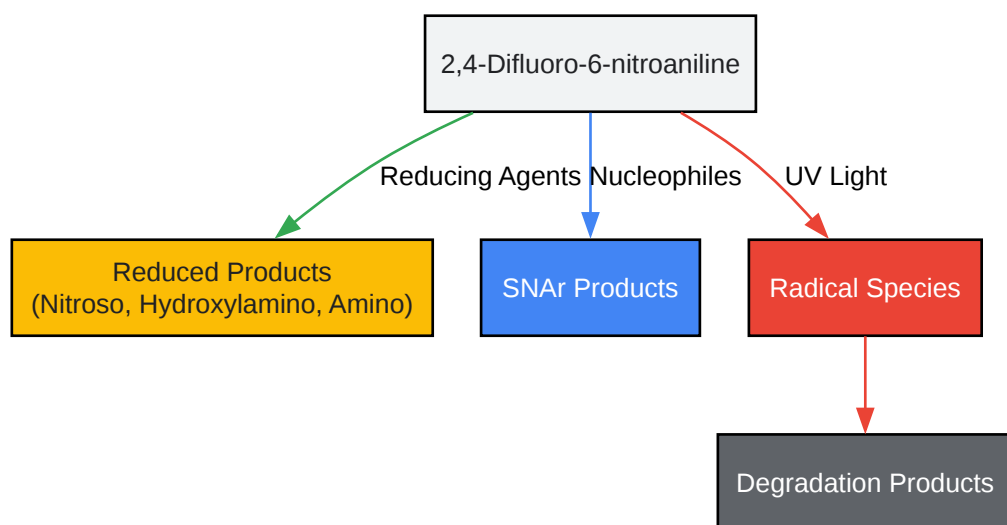 2,4-Difluoro-6-nitroaniline
Reducing Agents
Nucleophiles
UV Light
Reduced Products
(Nitroso, Hydroxylamino, Amino)
SNAr Products
Radical Species
Degradation Products